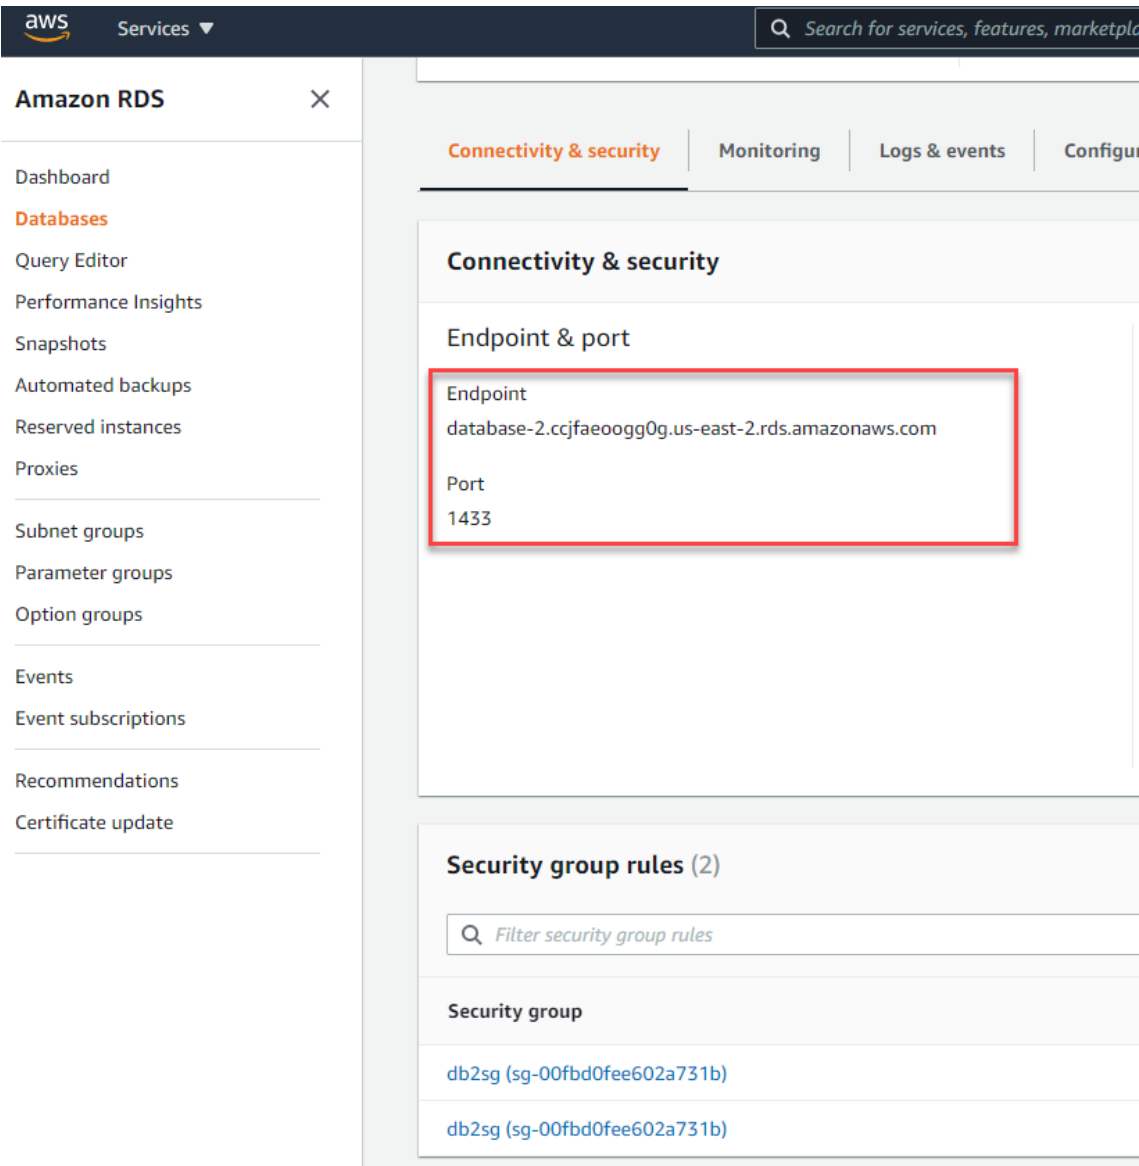 aws
Services ▼
Search for services, features, marketpla
Amazon RDS
Dashboard
Databases
Query Editor
Performance Insights
Snapshots
Automated backups
Reserved instances
Proxies
Subnet groups
Parameter groups
Option groups
Events
Event subscriptions
Recommendations
Certificate update
Connectivity & security
Monitoring
Logs & events
Configur
Connectivity & security
Endpoint & port
Endpoint
database-2.ccjfaeoogg0g.us-east-2.rds.amazonaws.com
Port
1433
Security group rules (2)
Filter security group rules
Security group
db2sg (sg-00fbd0fee602a731b)
db2sg (sg-00fbd0fee602a731b)